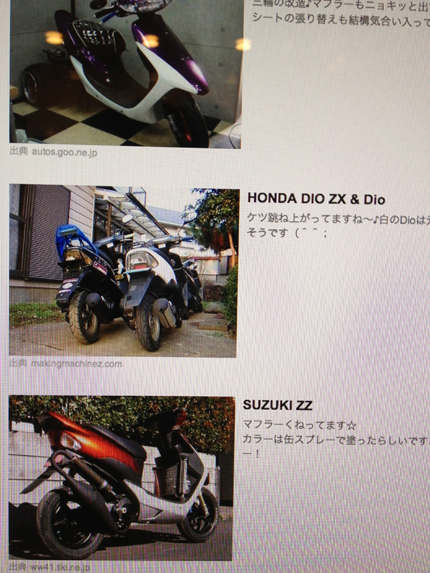 三輪の改造♪マフラーもニョキッと出
シートの張り替えも結構気合い入って
出典 autos.goo.ne.jp
HONDA DIO ZX & Dio
ケツ跳ね上がってますね～♪白のDioは元
そうです（＾＾；
出典 makingmachinez.com
SUZUKI ZZ
マフラーくねってます☆
カラーは缶スプレーで塗ったらしいです
ー！
出典 ww41.tiki.ne.jp